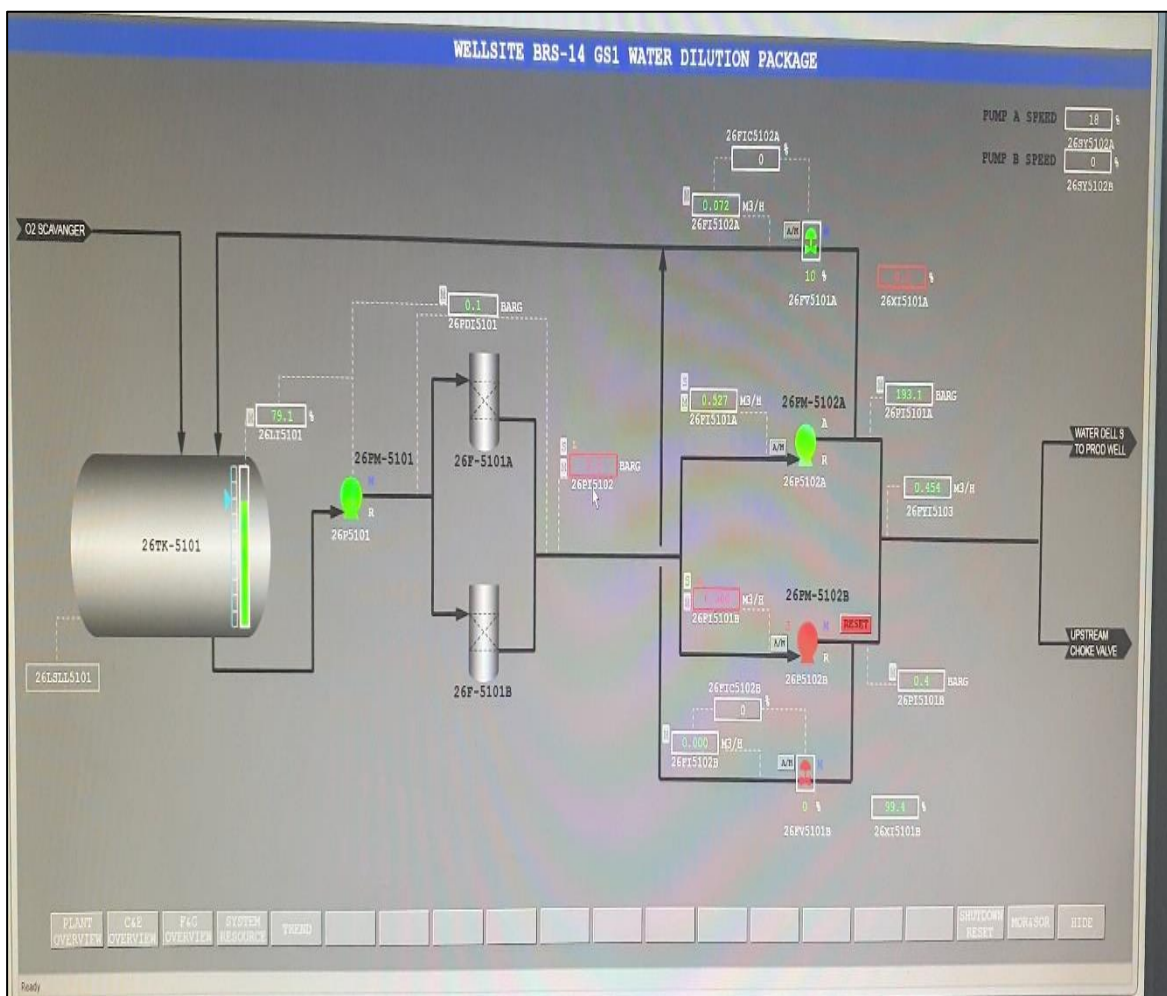 WELLSITE BRS-14 GS1 WATER DILUTION PACKAGE
PUMP A SPEED 18 %
26SY5102A
PUMP B SPEED 0 %
26SY5102B
26FIC5102A
0 %
0.072 M3/H
26FI5102A
A/M
10 %
26FV5101A
%
26XI5101A
O2 SCAVANGER
0.1 BARG
26PDI5101
79.1 %
26LI5101
26PM-5101
M
R
26P5101
26F-5101A
26F-5101B
BARG
26PI5102
S
M
0.527 M3/H
26FI5101A
A/M
26PM-5102A
A
R
26P5102A
193.1 BARG
26PI5101A
WATER DELL S
TO PROD WELL
0.454 M3/H
26FYI5103
26TK-5101
26LSLL5101
S
M3/H
26FI5101B
A/M
26PM-5102B
M
RESET
R
26P5102B
UPSTREAM
CHOKE VALVE
0.4 BARG
26PI5101B
26FIC5102B
0 %
0.000 M3/H
26FI5102B
A/M
M
0 %
26FV5101B
99.4 %
26XI5101B
PLANT OVERVIEW
C&E OVERVIEW
F&G OVERVIEW
SYSTEM RESOURCE
TREND
SHUTDOWN RESET
MOR&SOR
HIDE
Ready